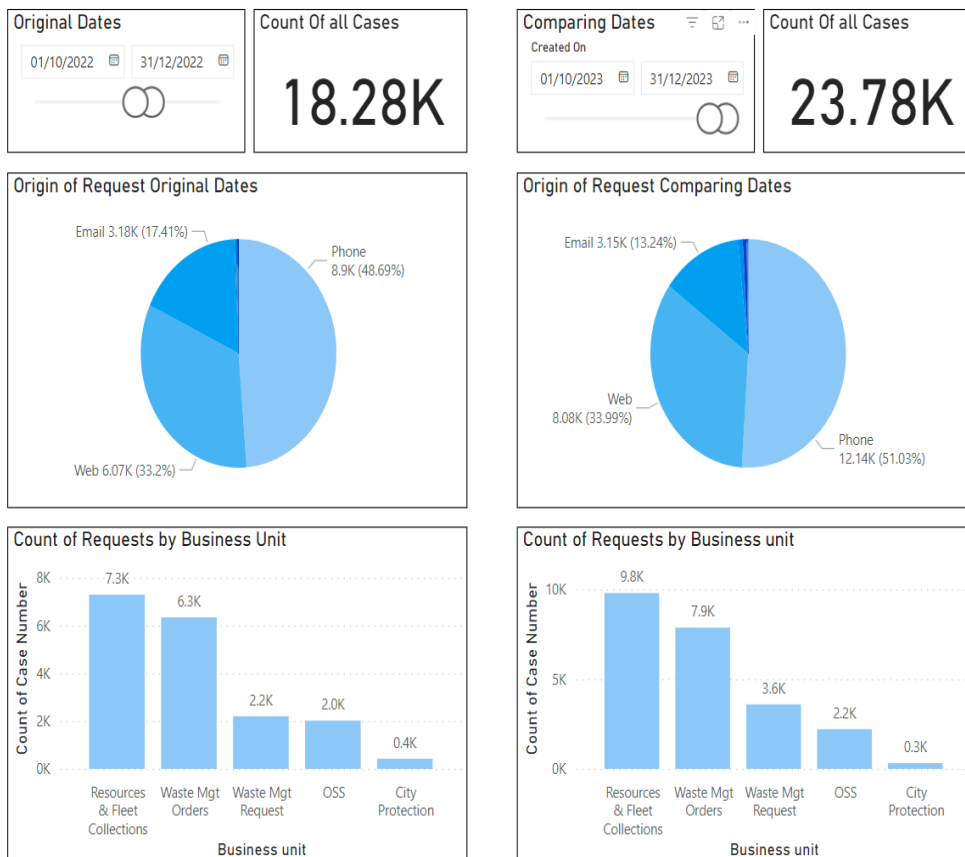 Original Dates
01/10/2022
31/12/2022
Count Of all Cases
18.28K
Comparing Dates
Created On
01/10/2023
31/12/2023
Count Of all Cases
23.78K
Origin of Request Original Dates
Email 3.18K (17.41%)
Phone
8.9K (48.69%)
Web 6.07K (33.2%)
Origin of Request Comparing Dates
Email 3.15K (13.24%)
Web
8.08K (33.99%)
Phone
12.14K (51.03%)
Count of Requests by Business Unit
Count of Case Number
8K
6K
4K
2K
0K
7.3K
6.3K
2.2K
2.0K
0.4K
Resources
& Fleet
Collections
Waste Mgt
Orders
Waste Mgt
Request
OSS
City
Protection
Business unit
Count of Requests by Business unit
Count of Case Number
10K
5K
0K
9.8K
7.9K
3.6K
2.2K
0.3K
Resources
& Fleet
Collections
Waste Mgt
Orders
Waste Mgt
Request
OSS
City
Protection
Business unit